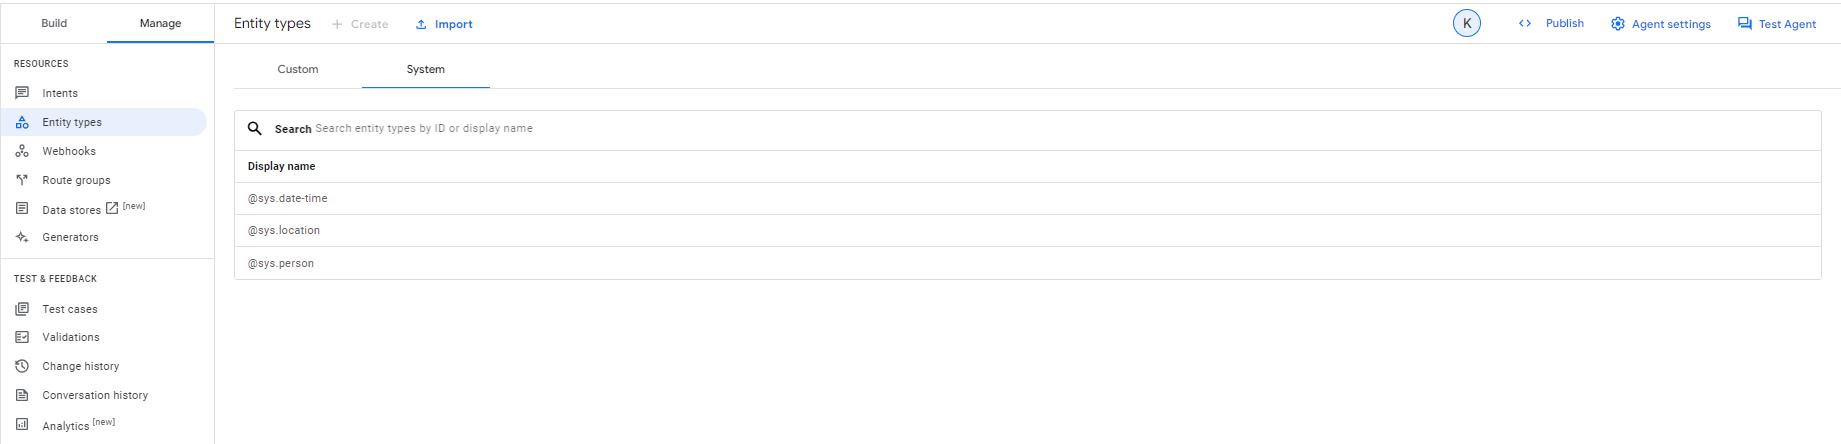 Build
Manage
Entity types
Create
Import
K
Publish
Agent settings
Test Agent
RESOURCES
Intents
Entity types
Webhooks
Route groups
Data stores [new]
Generators
TEST & FEEDBACK
Test cases
Validations
Change history
Conversation history
Analytics [new]
Custom
System
Search Search entity types by ID or display name
Display name
@sys.date-time
@sys.location
@sys.person